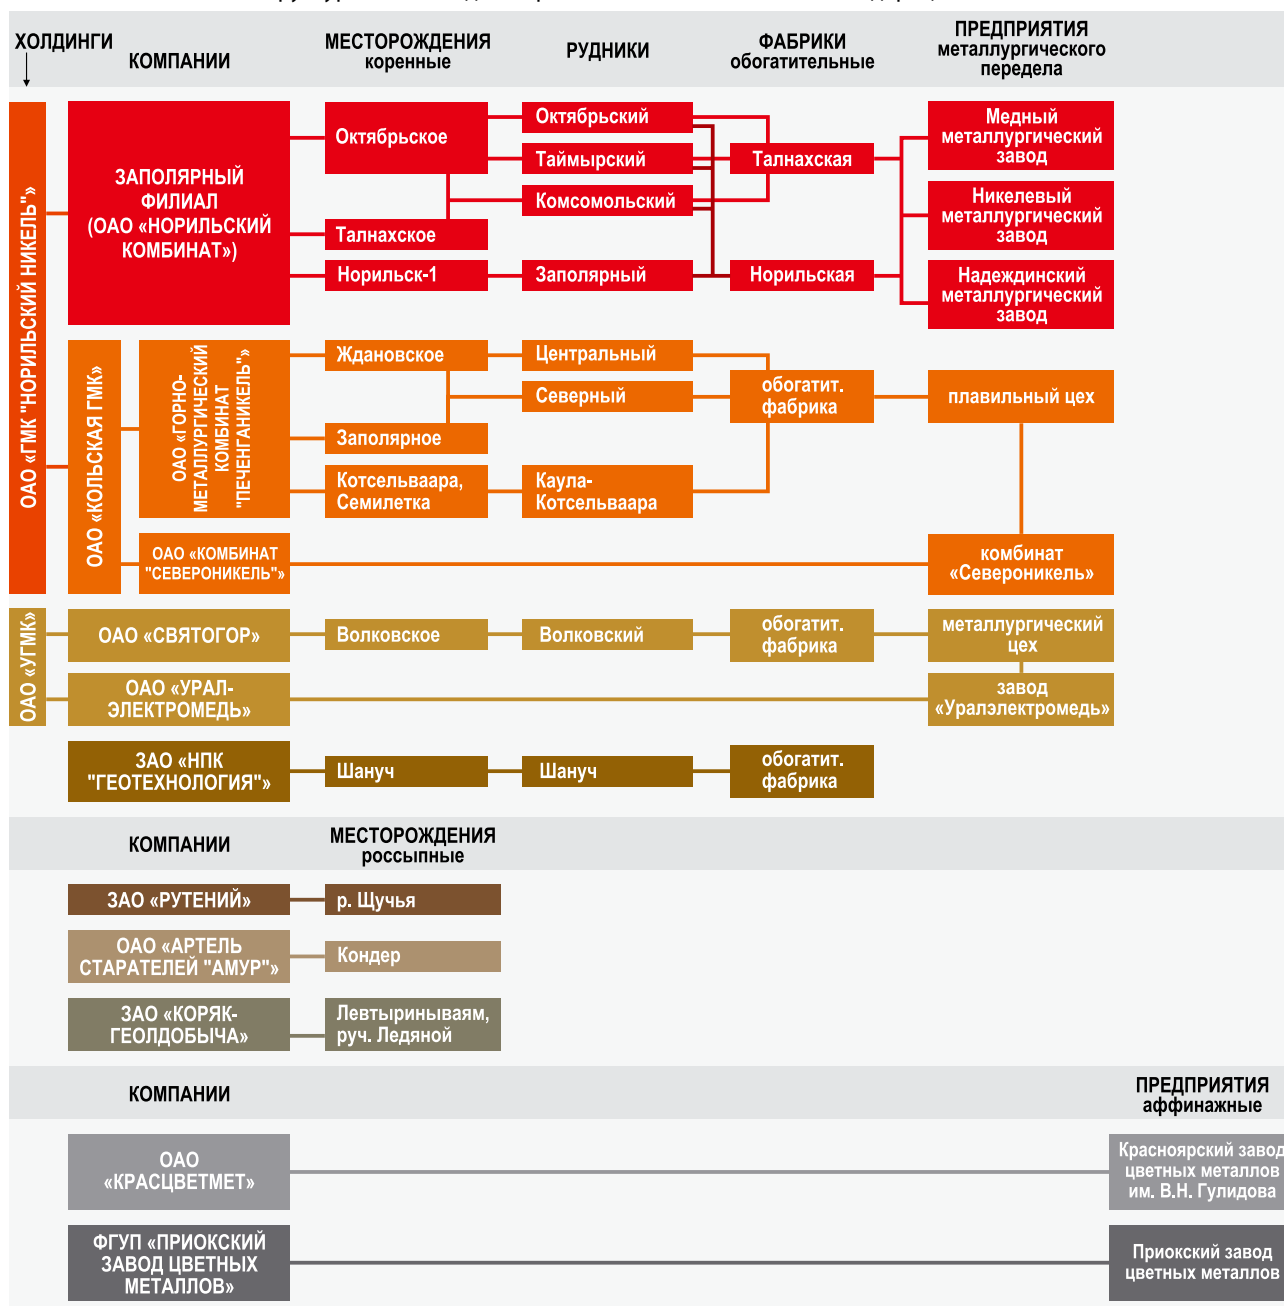 ХОЛДИНГИ
КОМПАНИИ
МЕСТОРОЖДЕНИЯ
коренные
РУДНИКИ
ФАБРИКИ
обогатительные
ПРЕДПРИЯТИЯ
металлургического
передела
ОАО «ГМК "НОРИЛЬСКИЙ НИКЕЛЬ"»
ЗАПОЛЯРНЫЙ
ФИЛИАЛ
(ОАО «НОРИЛЬСКИЙ
КОМБИНАТ»)
Октябрьское
Талнахское
Норильск-1
Октябрьский
Таймырский
Комсомольский
Заполярный
Талнахская
Норильская
Медный
металлургический
завод
Никелевый
металлургический
завод
Надеждинский
металлургический
завод
ОАО «КОЛЬСКАЯ ГМК»
ОАО «ГОРНО-
МЕТАЛЛУРГИЧЕСКИЙ
КОМБИНАТ
"ПЕЧЕНГАНИКЕЛЬ"»
Ждановское
Заполярное
Котсельваара,
Семилетка
Центральный
Северный
Каула-
Котсельваара
обогатит.
фабрика
плавильный цех
ОАО «КОМБИНАТ
"СЕВЕРОНИКЕЛЬ"»
комбинат
«Североникель»
ОАО «УГМК»
ОАО «СВЯТОГОР»
Волковское
Волковский
обогатит.
фабрика
металлургический
цех
ОАО «УРАЛ-
ЭЛЕКТРОМЕДЬ»
завод
«Уралэлектромедь»
ЗАО «НПК
"ГЕОТЕХНОЛОГИЯ"»
Шануч
Шануч
обогатит.
фабрика
КОМПАНИИ
МЕСТОРОЖДЕНИЯ
россыпные
ЗАО «РУТЕНИЙ»
р. Щучья
ОАО «АРТЕЛЬ
СТАРАТЕЛЕЙ "АМУР"»
Кондер
ЗАО «КОРЯК-
ГЕОЛДОБЫЧА»
Левтыринываям,
руч. Ледяной
КОМПАНИИ
ПРЕДПРИЯТИЯ
аффинажные
ОАО
«КРАСЦВЕТМЕТ»
Красноярский завод
цветных металлов
им. В.Н. Гулидова
ФГУП «ПРИОКСКИЙ
ЗАВОД ЦВЕТНЫХ
МЕТАЛЛОВ»
Приокский завод
цветных металлов